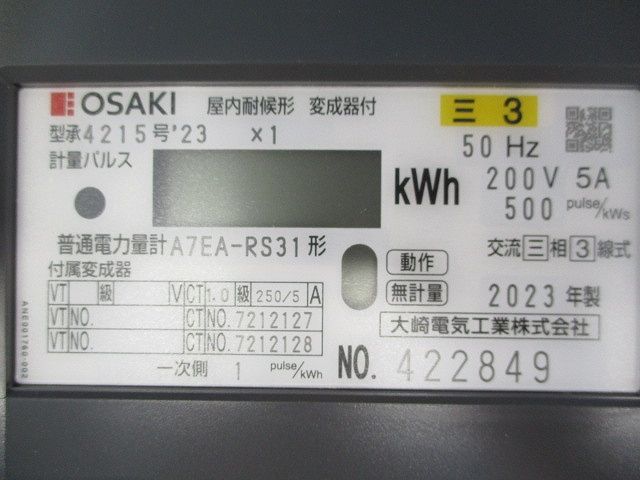 OSAKI 屋内耐候形 変成器付 三 3
型承4215号'23 ×1 50 Hz
計量パルス kWh 200V 5A
500 pulse/kWs
普通電力量計 A7EA-RS31形 動作 交流三相3線式
付属変成器
VT 級 V CT 1.0 級 250/5 A 無計量 2023 年製
VT NO. CT NO. 7212127 大崎電気工業株式会社
VT NO. CT NO. 7212128
一次側 1 pulse/kWh NO. 422849
ANE001760-002